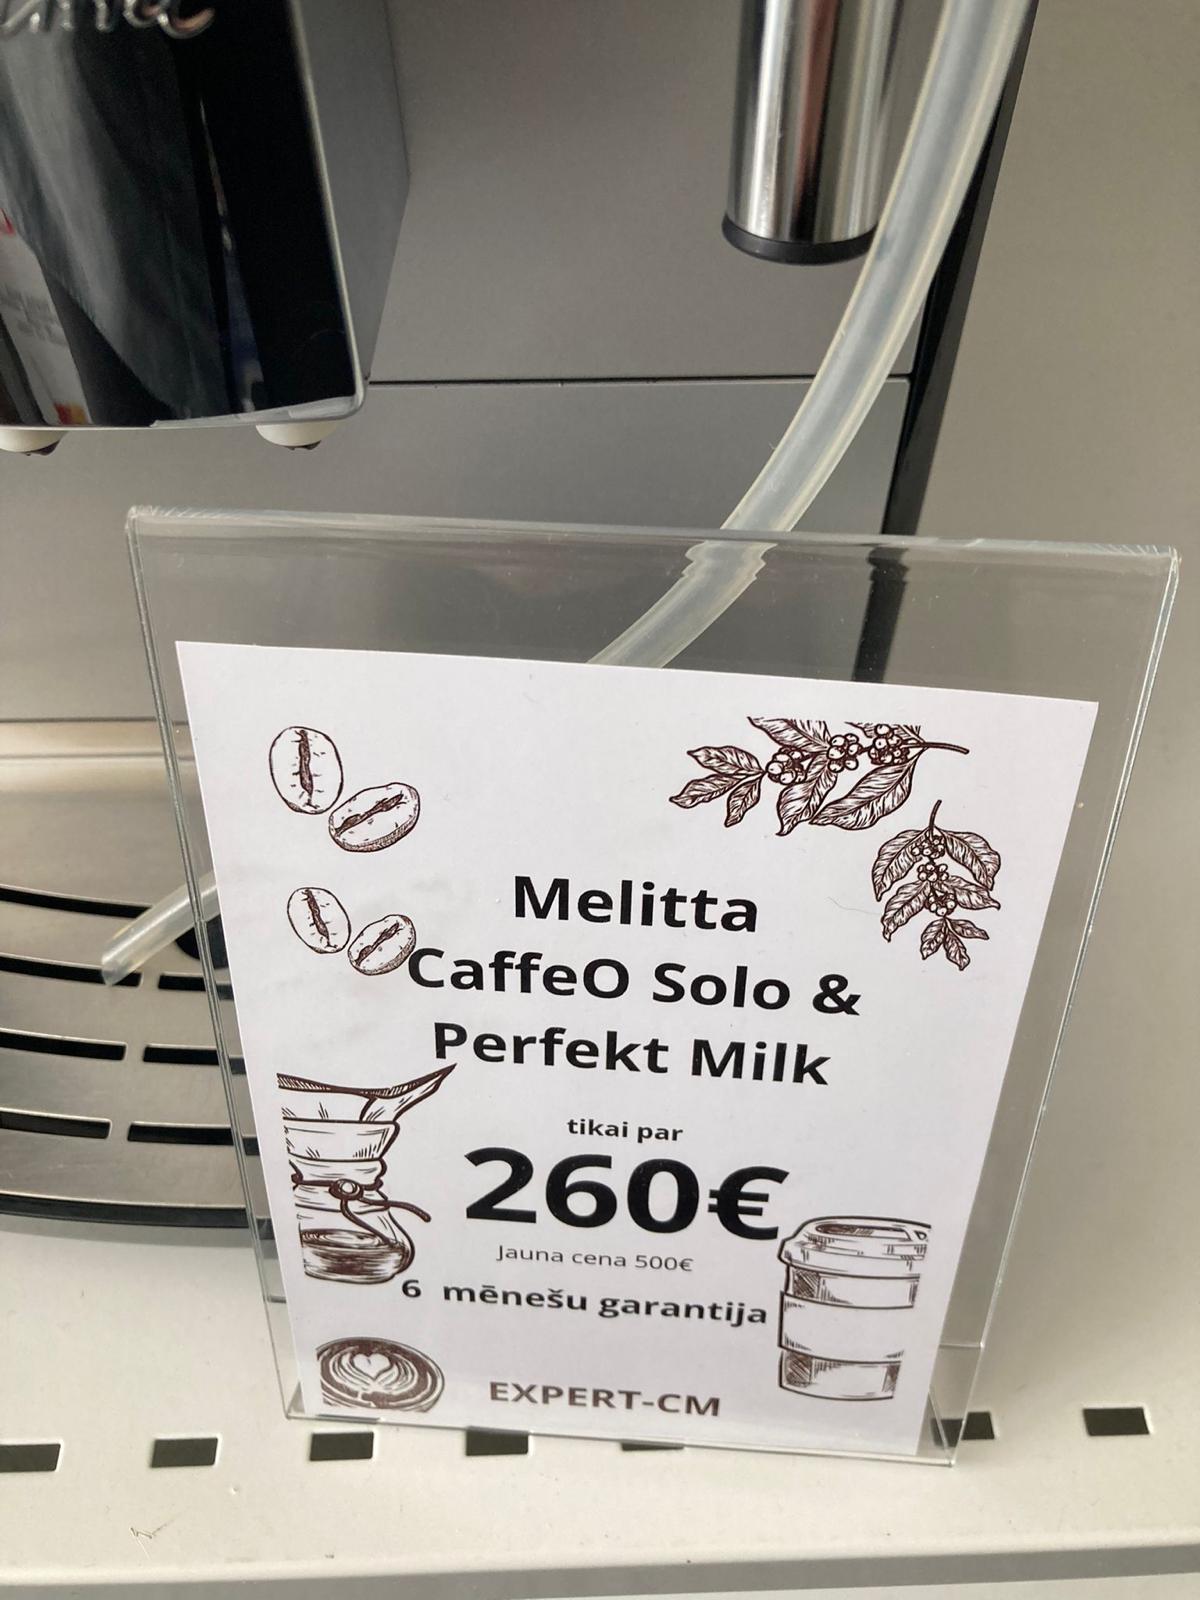 Melitta
CaffeO Solo &
Perfekt Milk
tikai par
260€
Jauna cena 500€
6 mēnešu garantija
EXPERT-CM